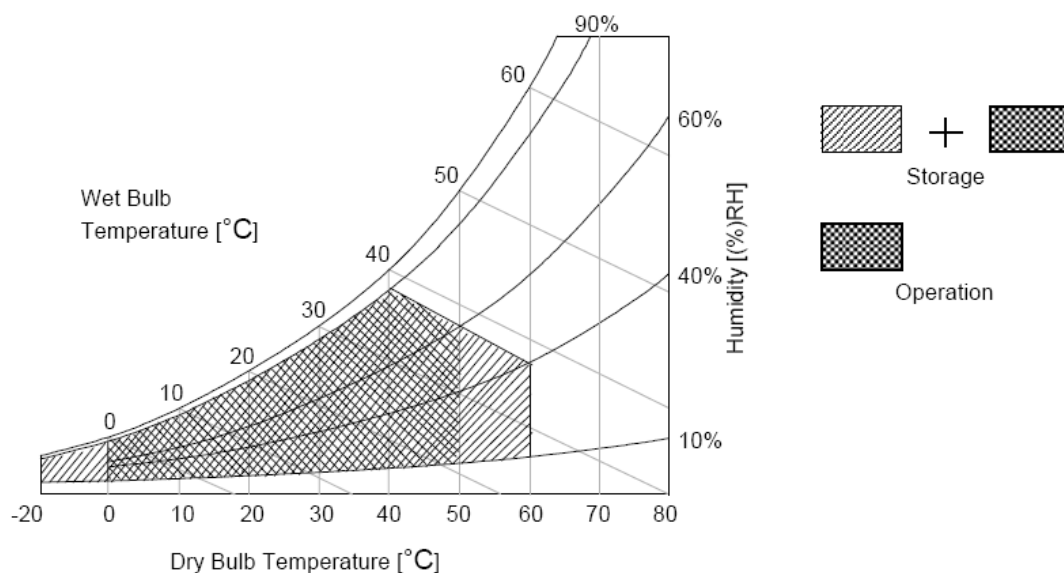 90%
60
60%
50
Wet Bulb
Temperature [°C]
40
40%
30
20
10
0
10%
Humidity [(%)RH]
-20 0 10 20 30 40 50 60 70 80
Dry Bulb Temperature [°C]
+
Storage
Operation